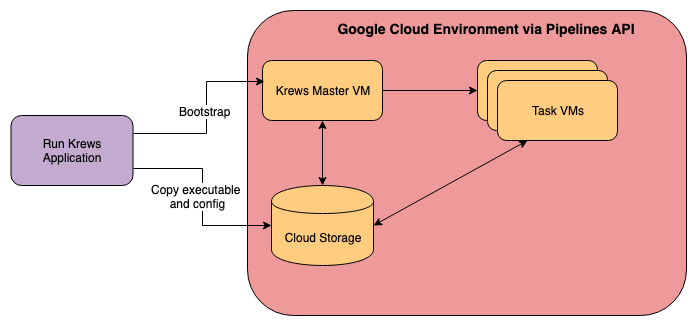 Google Cloud Environment via Pipelines API
Krews Master VM
Task VMs
Bootstrap
Run Krews
Application
Copy executable
and config
Cloud Storage